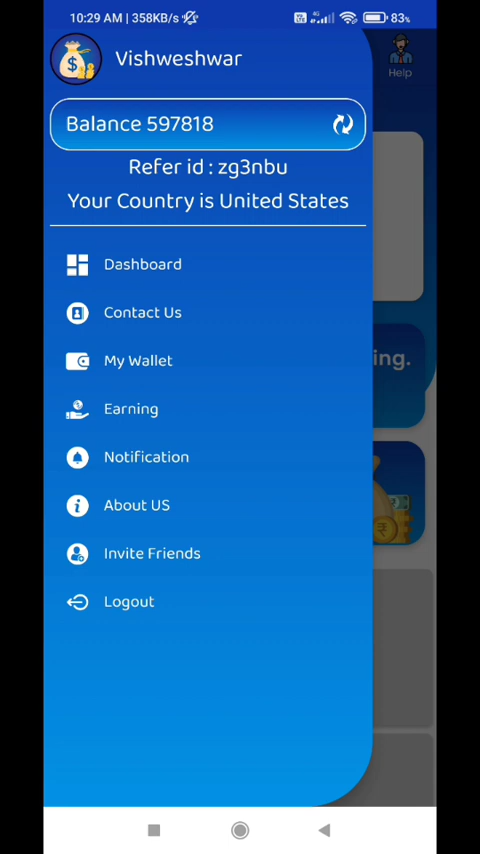 10:29 AM | 358KB/s
4G
83%
Vishweshwar
Help
Balance 597818
Refer id : zg3nbu
Your Country is United States
Dashboard
Contact Us
My Wallet
ing.
Earning
Notification
About US
Invite Friends
Logout